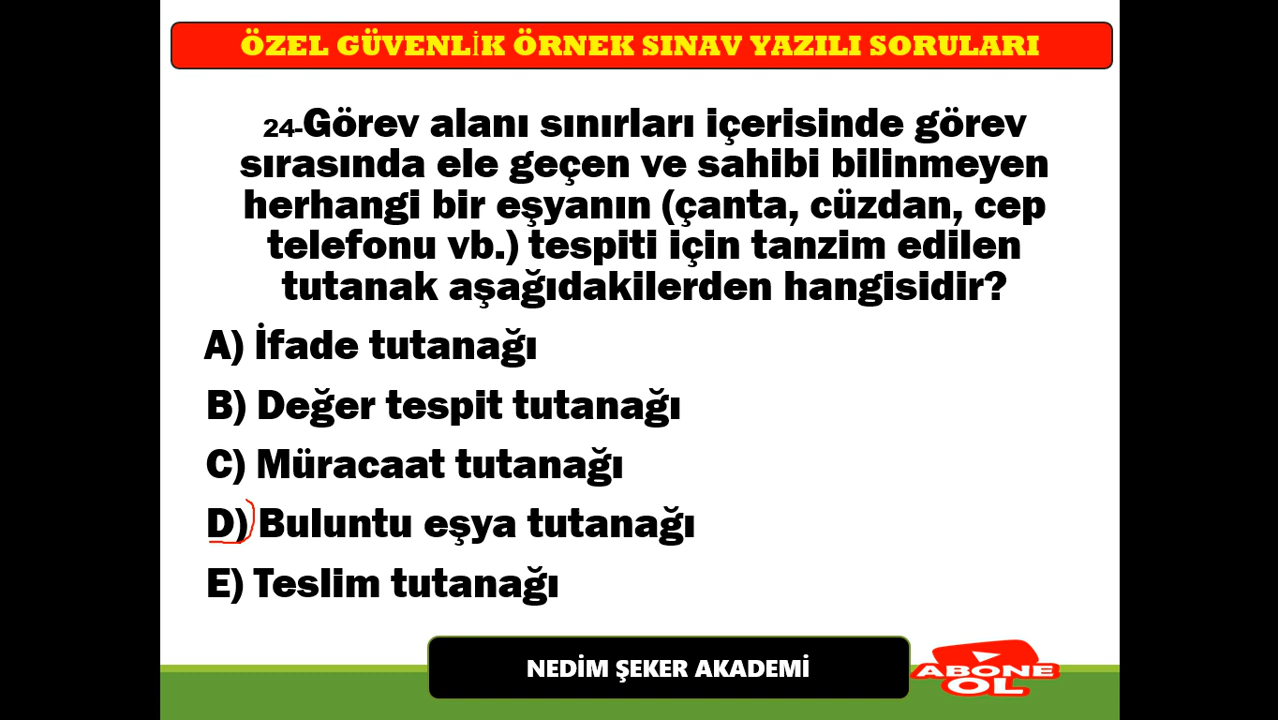 ÖZEL GÜVENLİK ÖRNEK SINAV YAZILI SORULARI
24-Görev alanı sınırları içerisinde görev
sırasında ele geçen ve sahibi bilinmeyen
herhangi bir eşyanın (çanta, cüzdan, cep
telefonu vb.) tespiti için tanzim edilen
tutanak aşağıdakilerden hangisidir?
A) İfade tutanağı
B) Değer tespit tutanağı
C) Müracaat tutanağı
D) Buluntu eşya tutanağı
E) Teslim tutanağı
NEDİM ŞEKER AKADEMİ
ABONE
OL